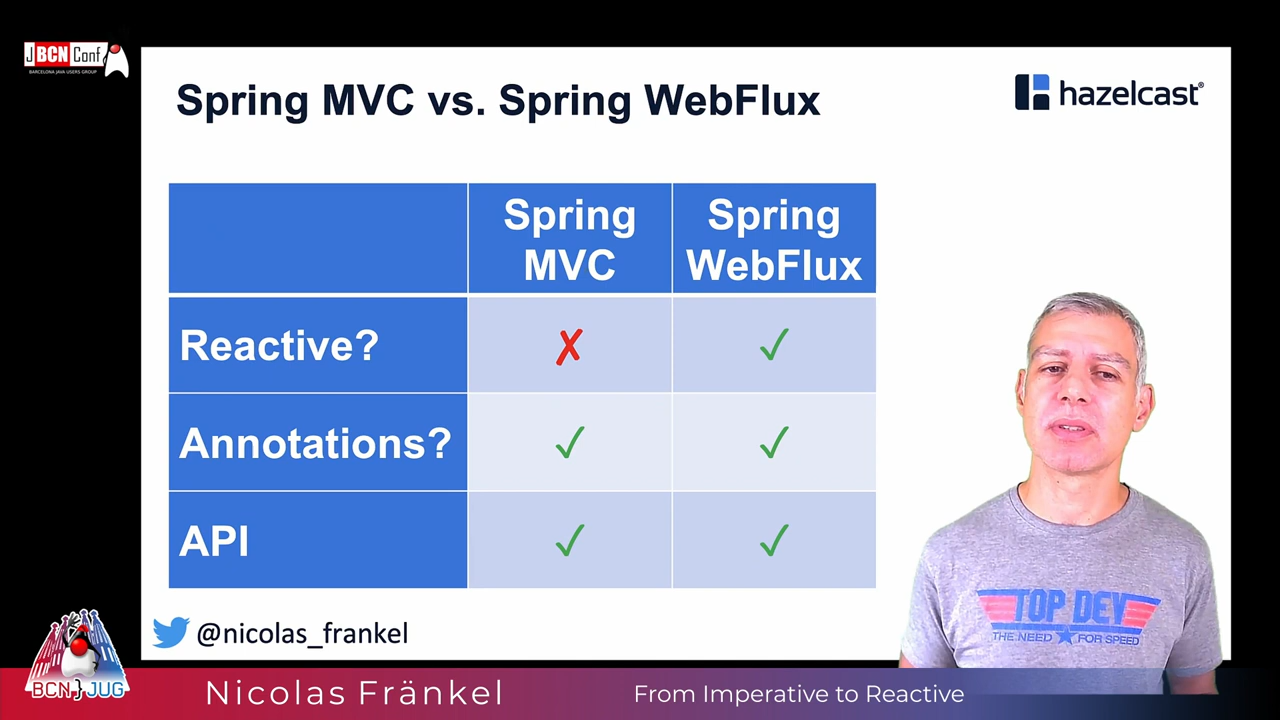 JBCNConf
BARCELONA JAVA USERS GROUP
Spring MVC vs. Spring WebFlux
hazelcast®
Spring MVC
Spring WebFlux
Reactive?
✗
✓
Annotations?
✓
✓
API
✓
✓
TOP DEV
THE NEED FOR SPEED
@nicolas_frankel
BCN JUG
Nicolas Fränkel
From Imperative to Reactive